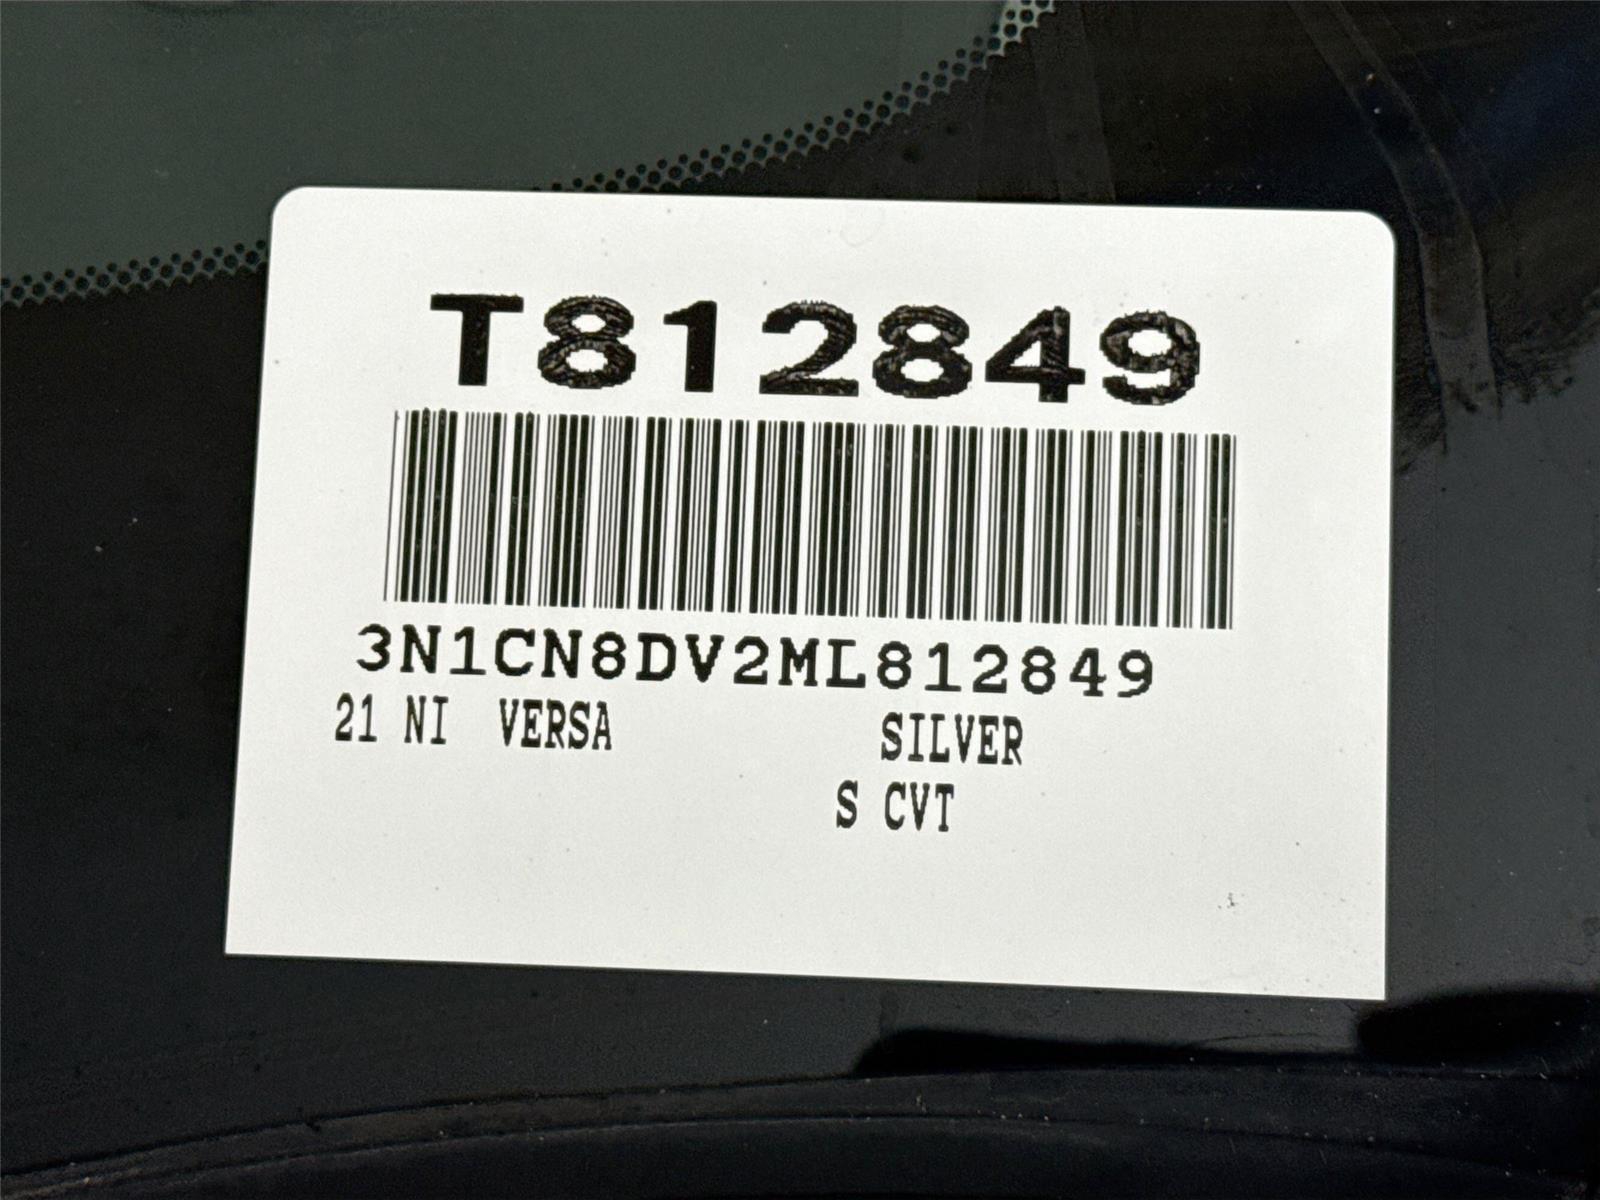 T812849
3N1CN8DV2ML812849
21 NI VERSA SILVER
S CVT